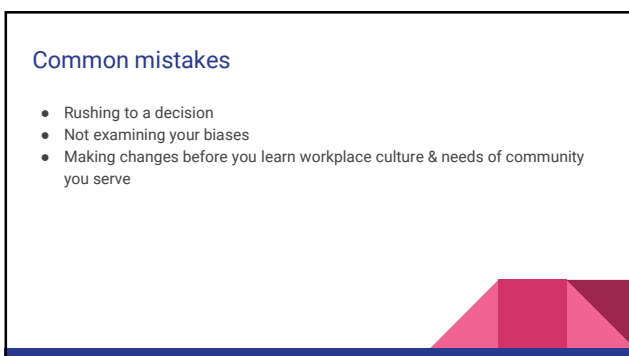 Common mistakes
● Rushing to a decision
● Not examining your biases
● Making changes before you learn workplace culture & needs of community
you serve